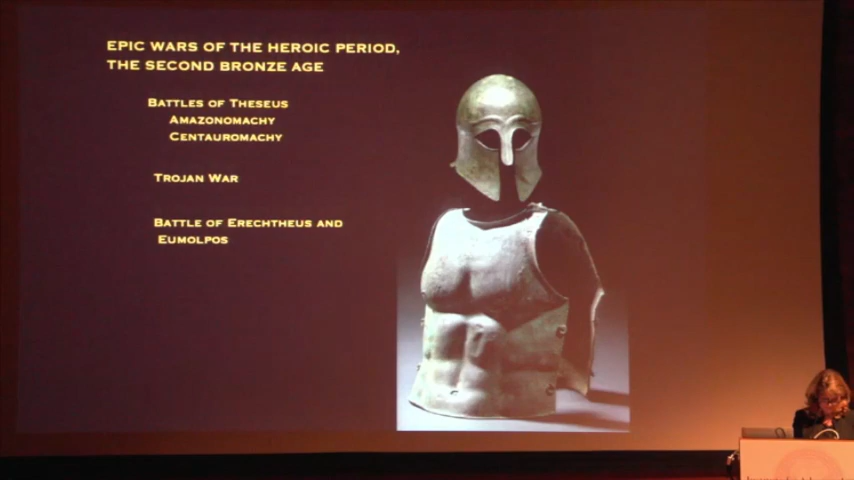 EPIC WARS OF THE HEROIC PERIOD,
THE SECOND BRONZE AGE
BATTLES OF THESEUS
AMAZONOMACHY
CENTAUROMACHY
TROJAN WAR
BATTLE OF ERECHTHEUS AND
EUMOLPOS